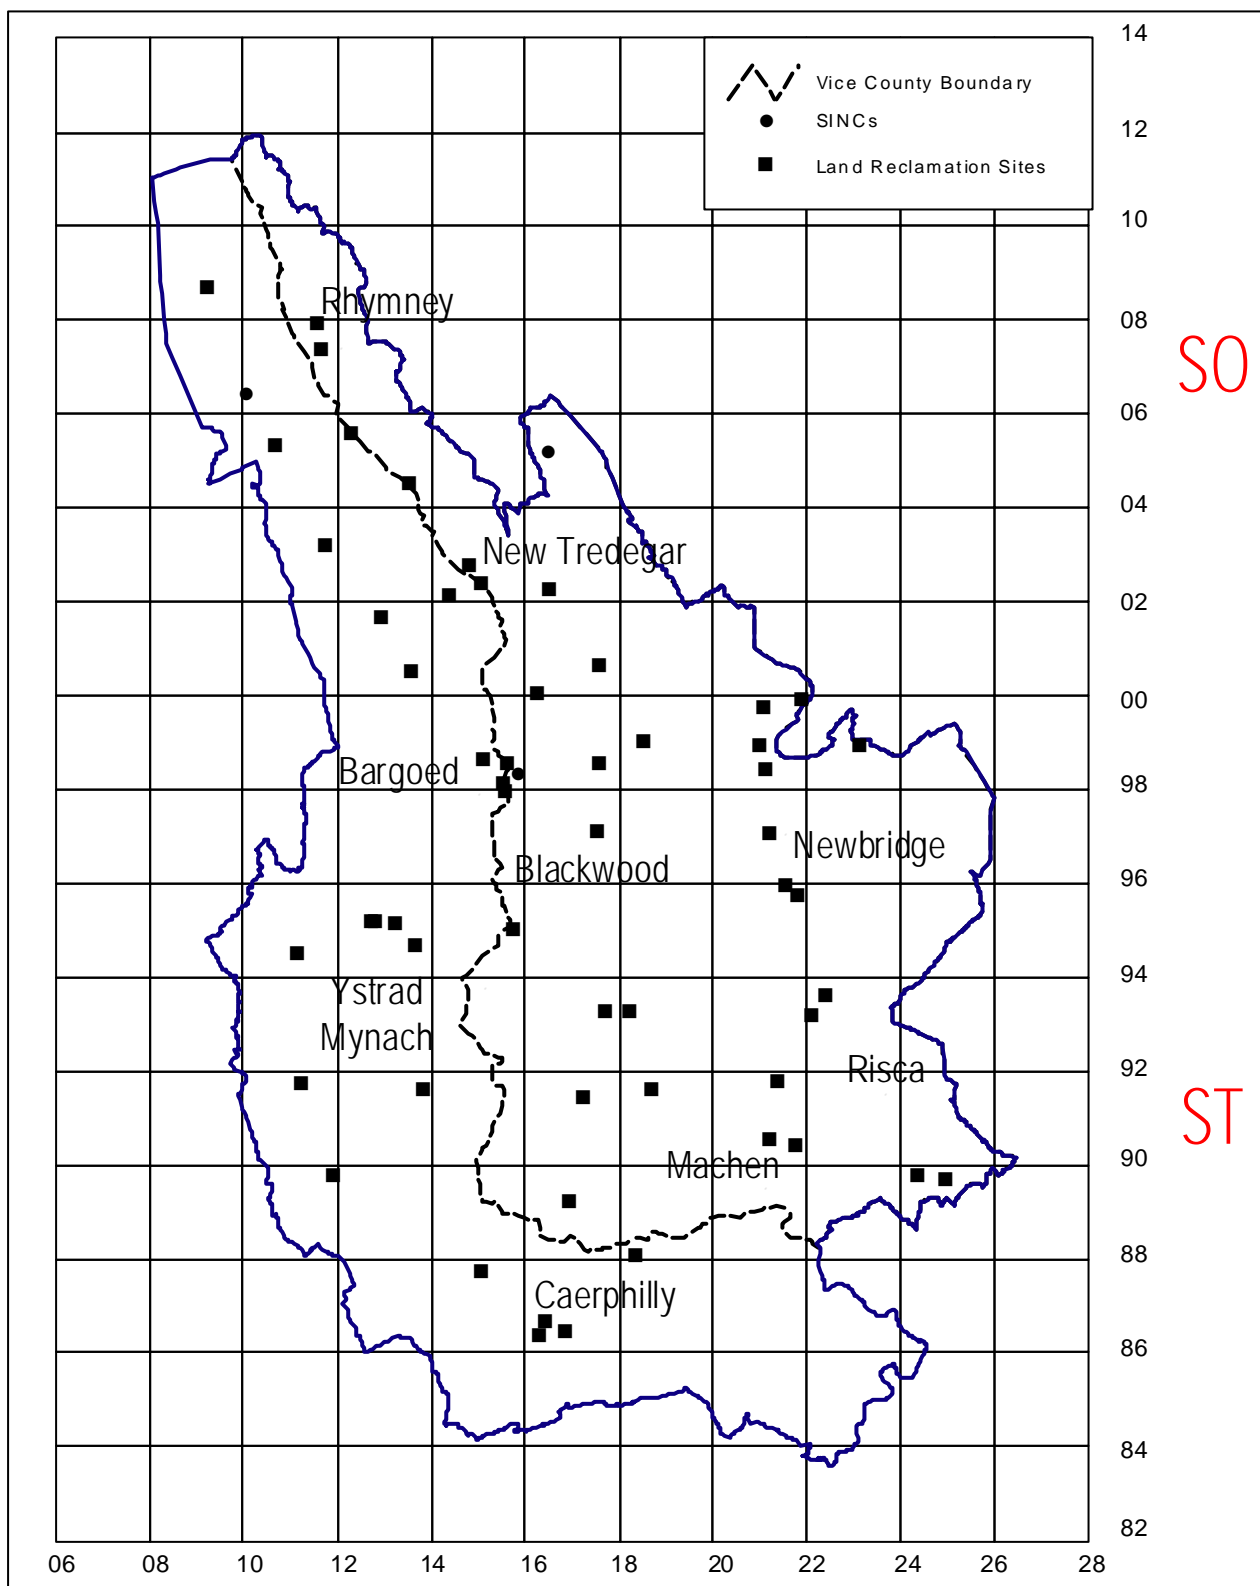 14
Vice County Boundary
SINCs
Land Reclamation Sites
12
10
Rhymney
08
SO
06
04
New Tredegar
02
00
Bargoed
98
Newbridge
Blackwood
96
94
Ystrad
Mynach
Risca
92
ST
Machen
90
88
Caerphilly
86
84
82
06 08 10 12 14 16 18 20 22 24 26 28